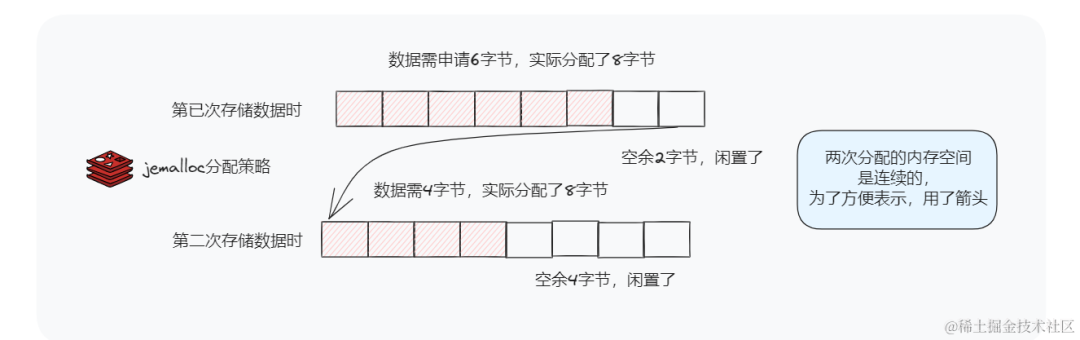 数据需申请6字节，实际分配了8字节
第已次存储数据时
空余2字节，闲置了
jemalloc分配策略
两次分配的内存空间
是连续的，
为了方便表示，用了箭头
数据需4字节，实际分配了8字节
第二次存储数据时
空余4字节，闲置了
@稀土掘金技术社区